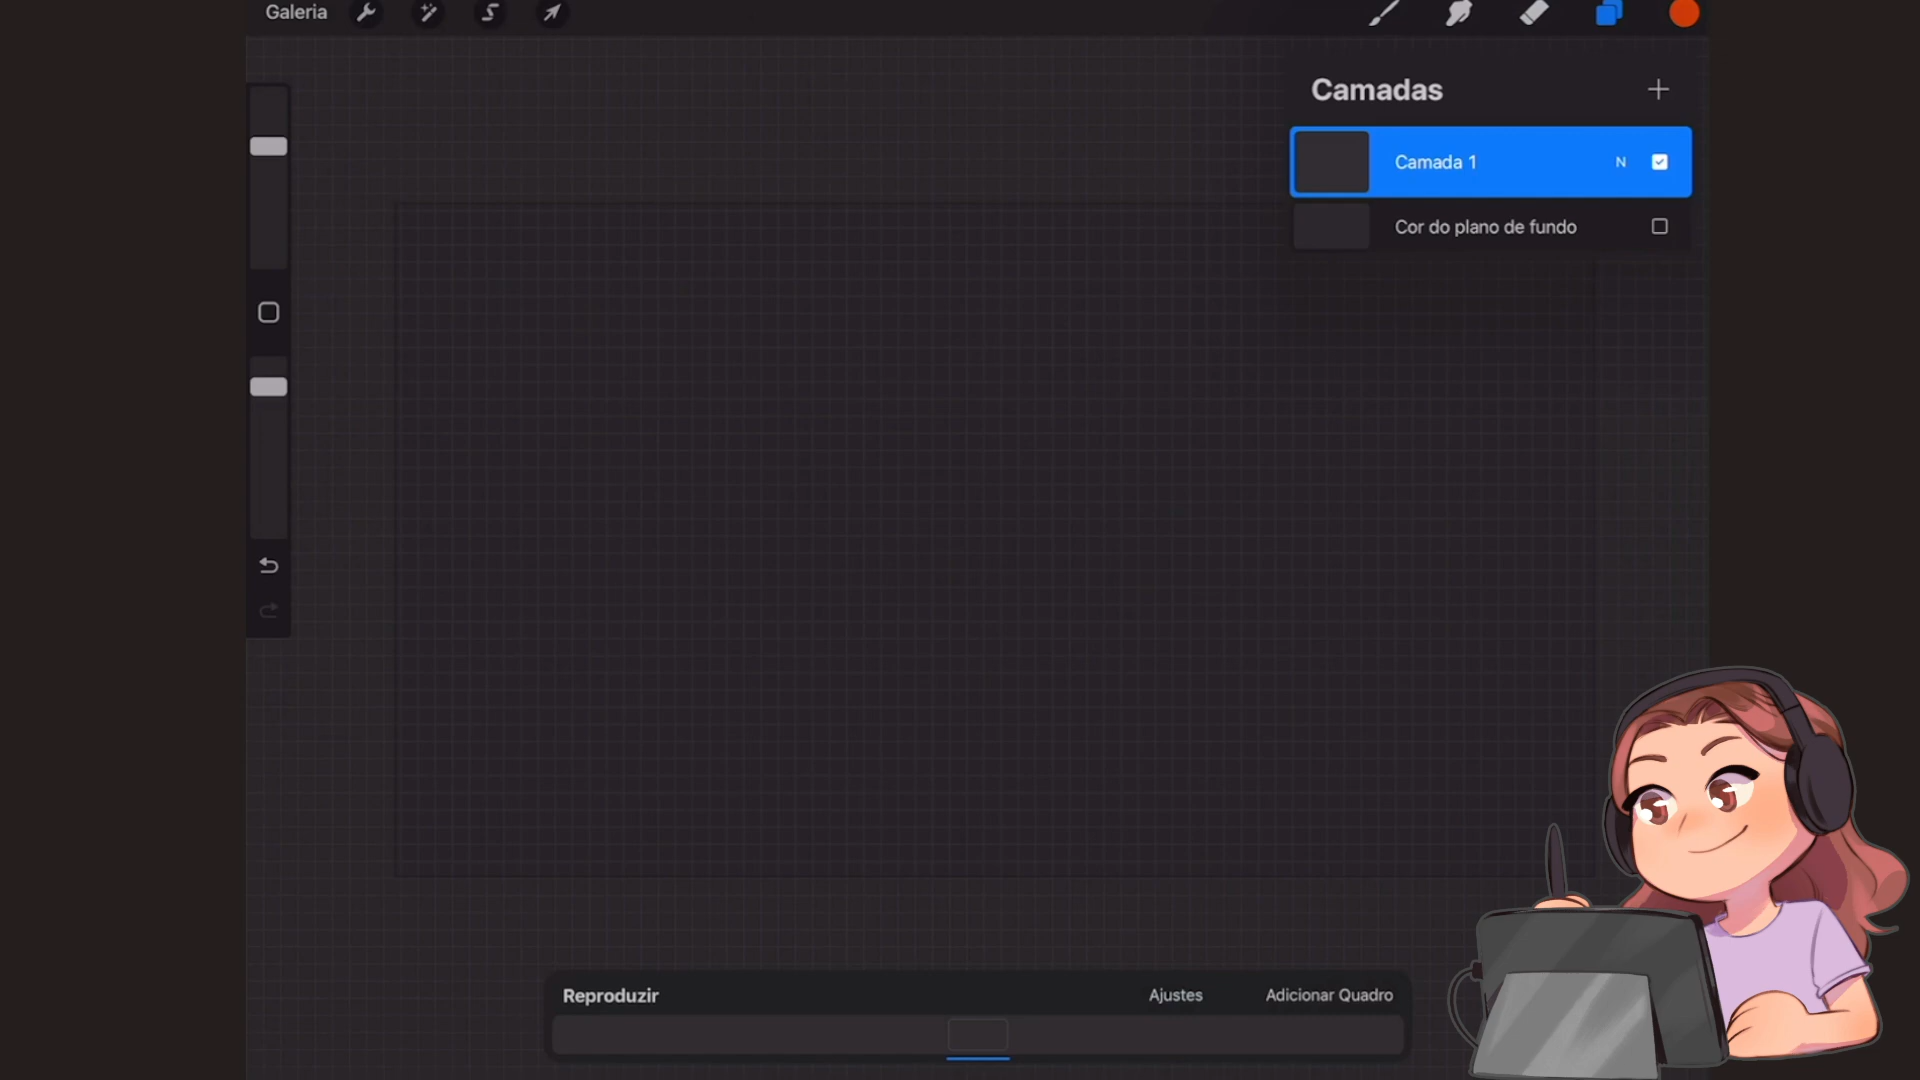 Galeria
Camadas
Camada 1 N
Cor do plano de fundo
Reproduzir Ajustes Adicionar Quadro